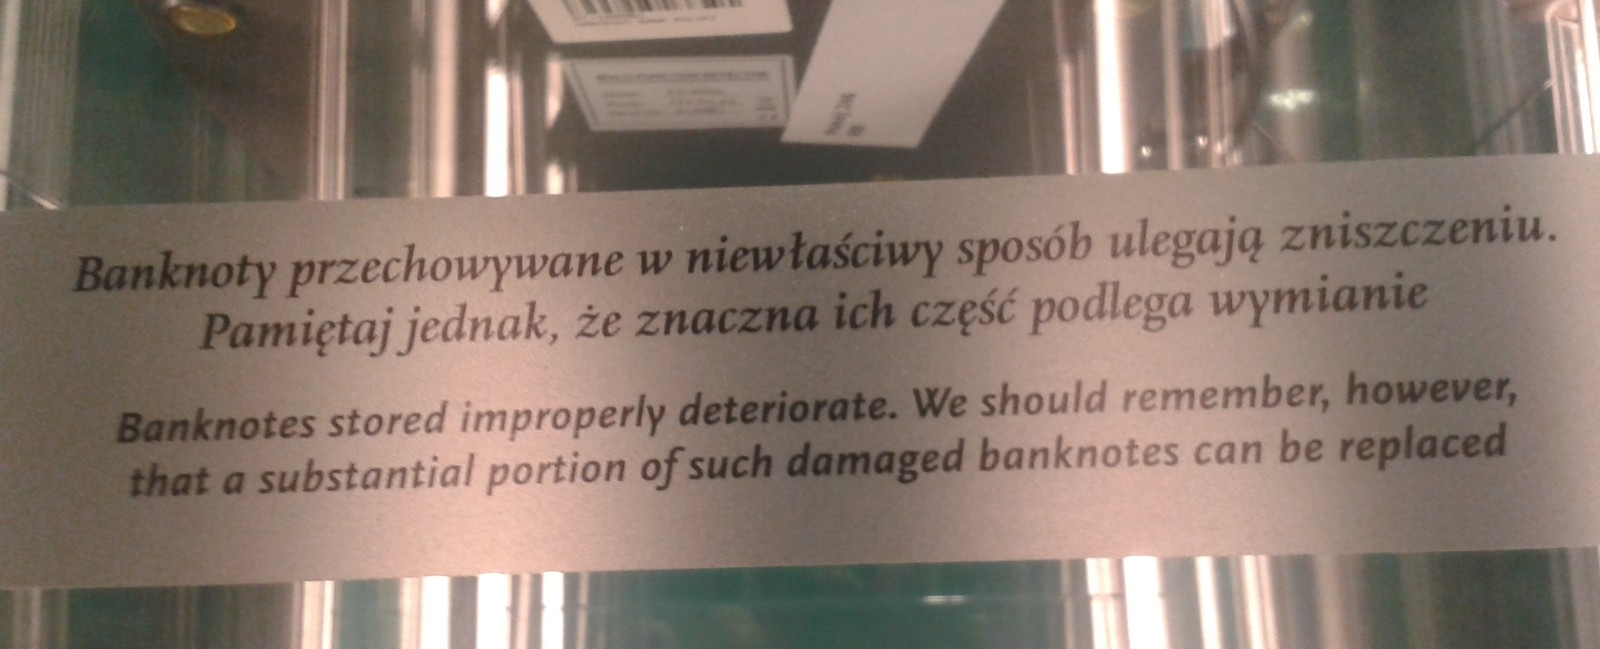 Banknoty przechowywane w niewłaściwy sposób ulegają zniszczeniu.
Pamiętaj jednak, że znaczna ich część podlega wymianie
Banknotes stored improperly deteriorate. We should remember, however,
that a substantial portion of such damaged banknotes can be replaced